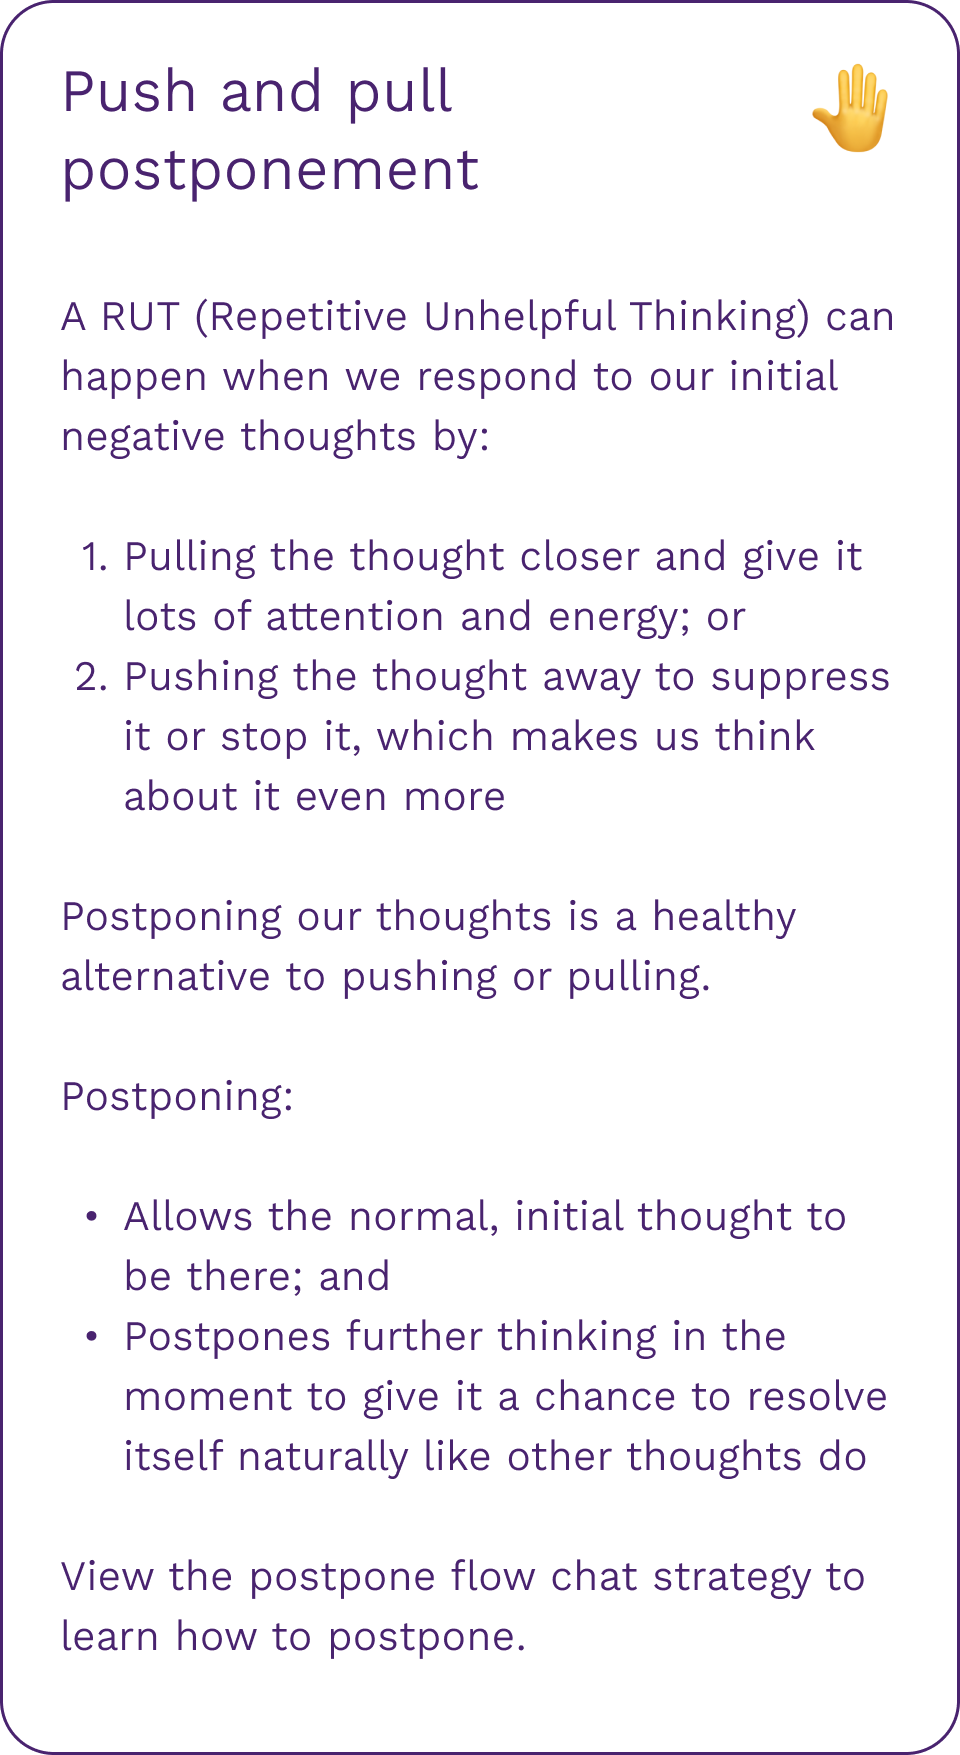 Push and pull
postponement
A RUT (Repetitive Unhelpful Thinking) can
happen when we respond to our initial
negative thoughts by:
1. Pulling the thought closer and give it
lots of attention and energy; or
2. Pushing the thought away to suppress
it or stop it, which makes us think
about it even more
Postponing our thoughts is a healthy
alternative to pushing or pulling.
Postponing:
• Allows the normal, initial thought to
be there; and
• Postpones further thinking in the
moment to give it a chance to resolve
itself naturally like other thoughts do
View the postpone flow chat strategy to
learn how to postpone.